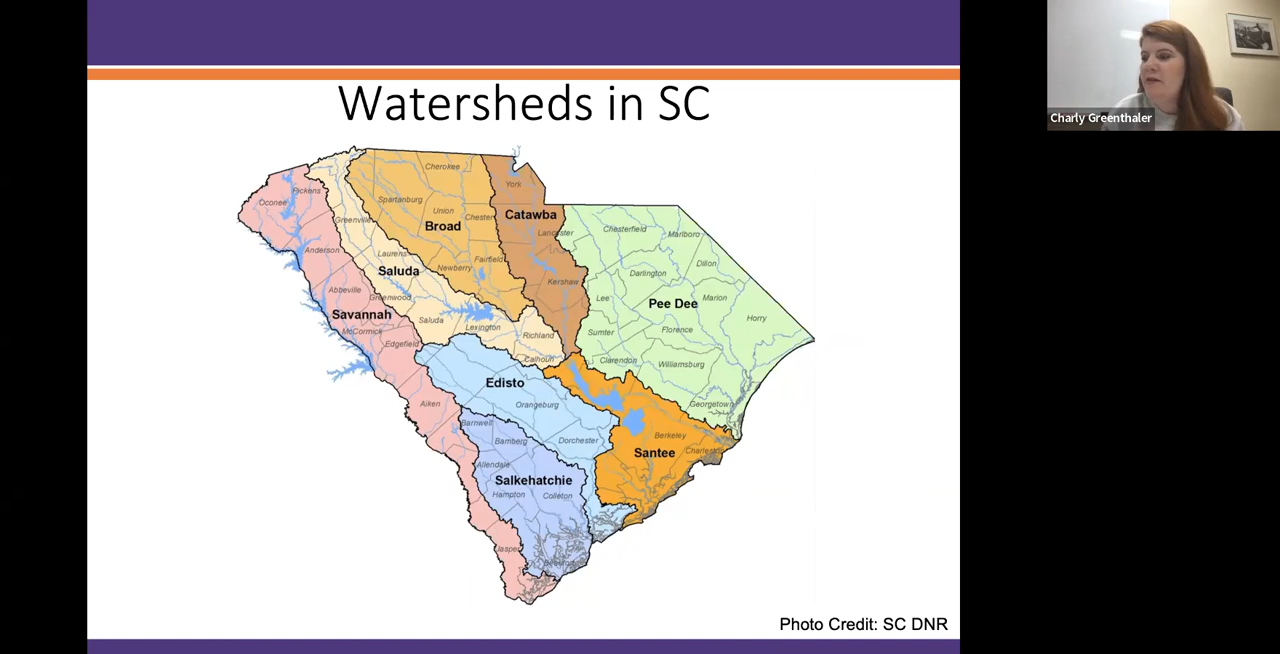 Watersheds in SC
Charly Greenthaler
Cherokee
York
Pickens
Oconee
Spartanburg
Union
Chester
Catawba
Greenville
Broad
Lancaster
Chesterfield
Marlboro
Anderson
Laurens
Fairfield
Newberry
Dillon
Saluda
Darlington
Kershaw
Abbeville
Greenwood
Lee
Pee Dee
Marion
Savannah
Saluda
Lexington
Richland
Horry
McCormick
Sumter
Florence
Edgefield
Calhoun
Clarendon
Williamsburg
Edisto
Aiken
Orangeburg
Georgetown
Barnwell
Bamberg
Dorchester
Berkeley
Santee
Charleston
Allendale
Salkehatchie
Hampton
Colleton
Jasper
Beaufort
Photo Credit: SC DNR